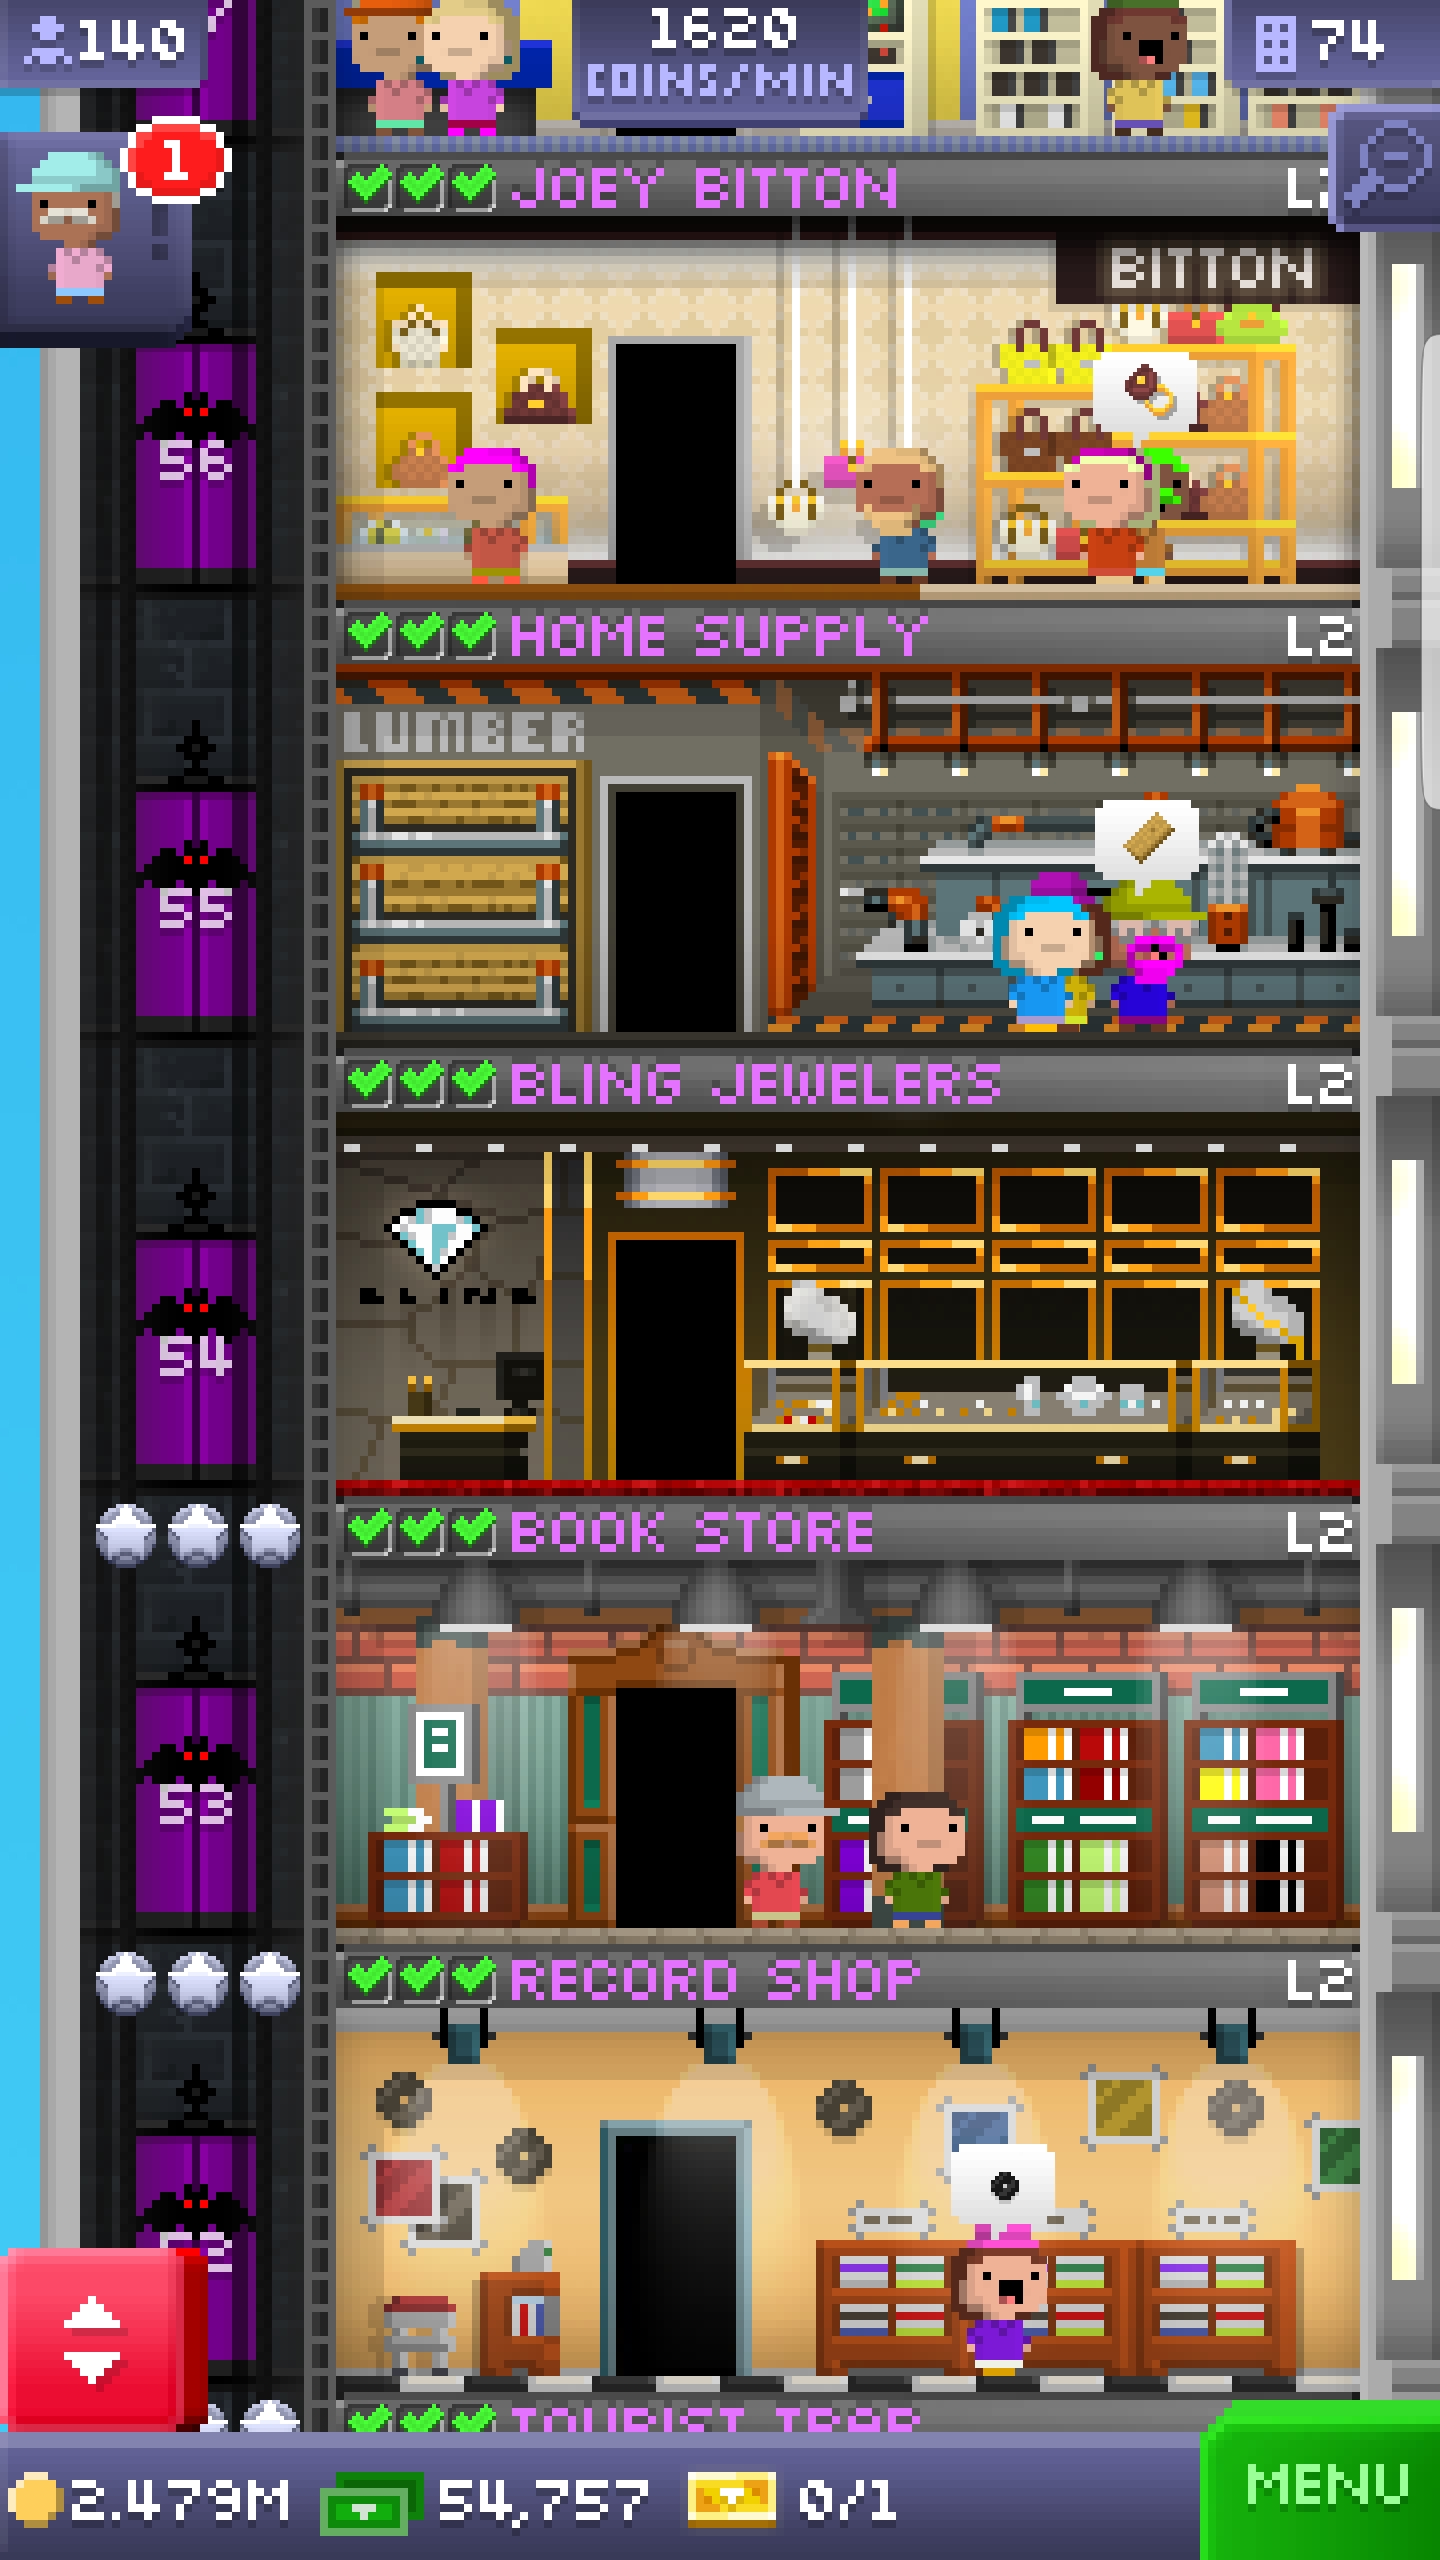 140
1620
COINS/MIN
74
1
JOEY BITTON
BITTON
56
HOME SUPPLY L2
LUMBER
55
BLING JEWELERS L2
BLING
54
BOOK STORE L2
53
RECORD SHOP L2
TOURIST TRAP
2.479M 54,757 0/1
MENU